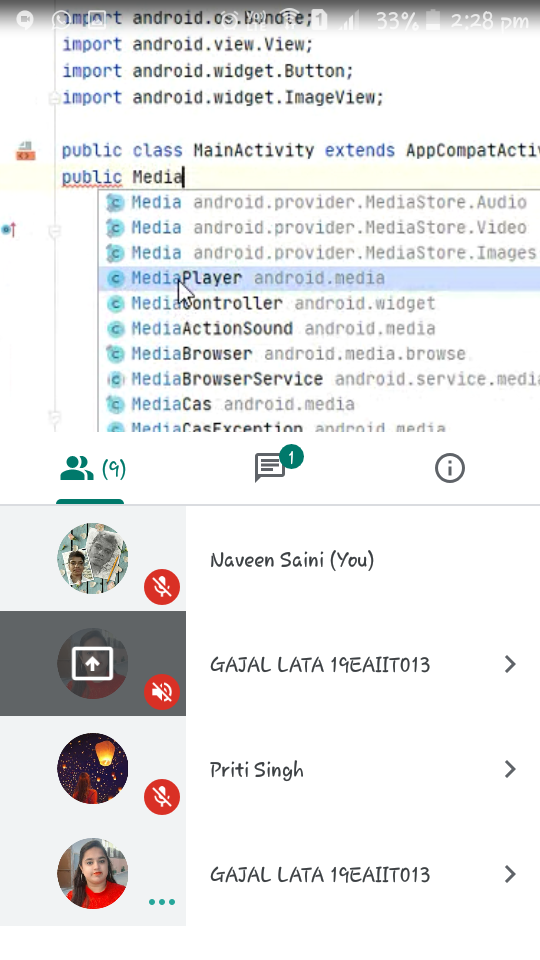 import android.os.Bundle;
1 33% 2:28 pm
import android.view.View;
import android.widget.Button;
import android.widget.ImageView;
public class MainActivity extends AppCompatActiv
public Media
Media android.provider.MediaStore.Audio
Media android.provider.MediaStore.Video
Media android.provider.MediaStore.Images
MediaPlayer android.media
MediaController android.widget
MediaActionSound android.media
MediaBrowser android.media.browse
MediaBrowserService android.service.media
MediaCas android.media
MediaCasException android.media
(9)
1
Naveen Saini (You)
GAJAL LATA 19EAIIT013
Priti Singh
GAJAL LATA 19EAIIT013